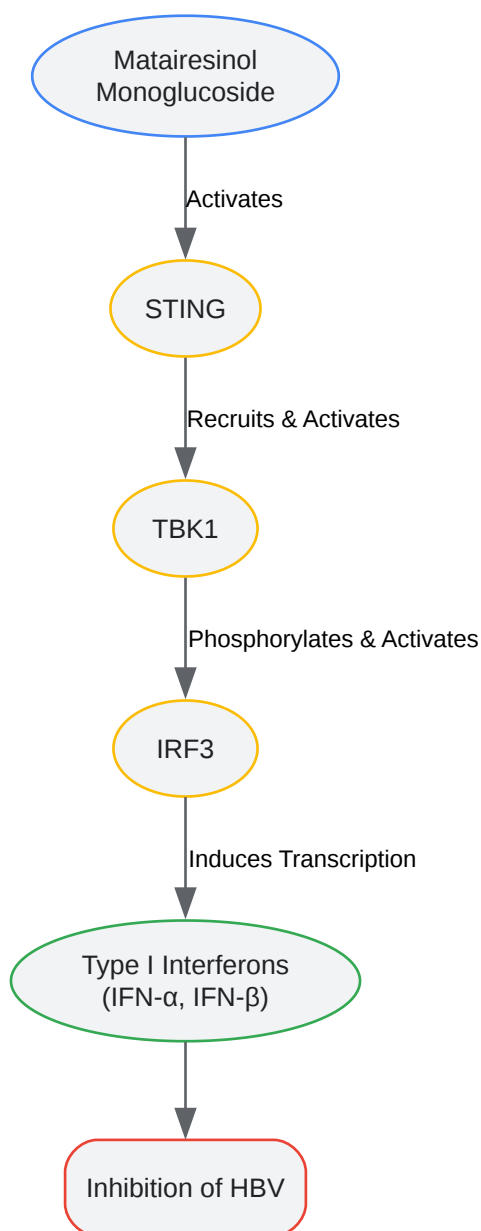 Matairesinol
Monoglucoside
Activates
STING
Recruits & Activates
TBK1
Phosphorylates & Activates
IRF3
Induces Transcription
Type I Interferons
(IFN-α, IFN-β)
Inhibition of HBV